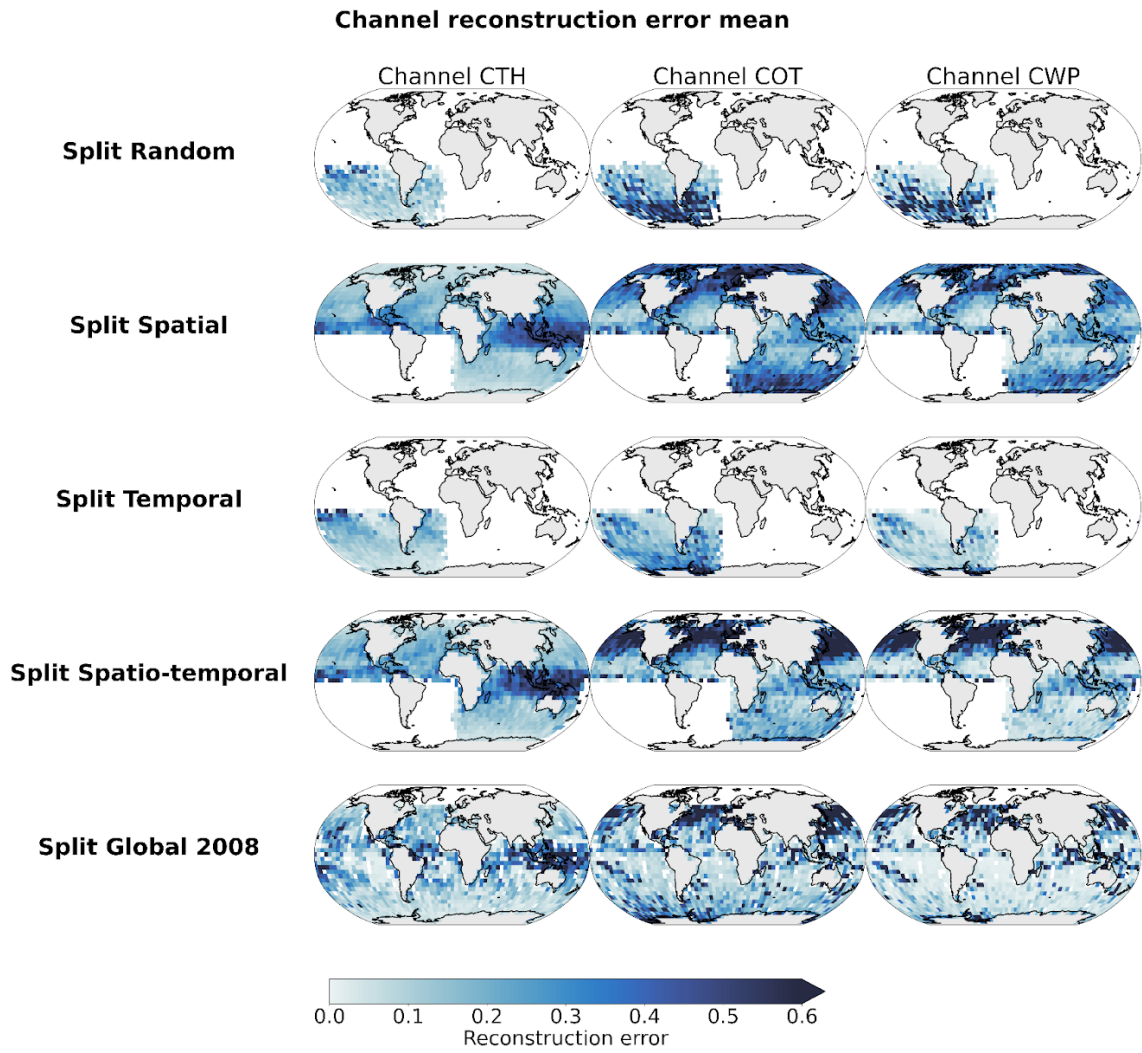 Channel reconstruction error mean
Channel CTH Channel COT Channel CWP
Split Random
Split Spatial
Split Temporal
Split Spatio-temporal
Split Global 2008
0.0 0.1 0.2 0.3 0.4 0.5 0.6
Reconstruction error